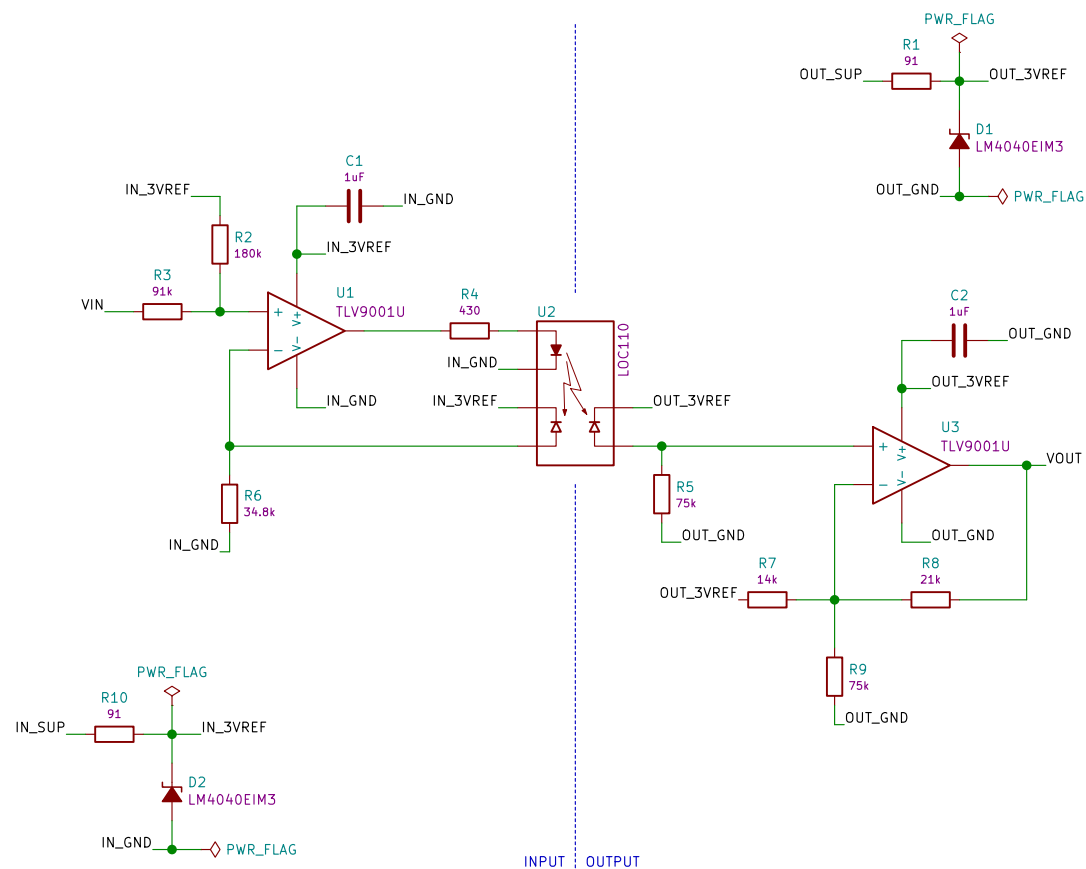 PWR_FLAG
R1
91
OUT_SUP
OUT_3VREF
D1
LM4040EIM3
OUT_GND
PWR_FLAG
C1
1uF
IN_3VREF
IN_GND
R2
180k
IN_3VREF
R3
91k
VIN
+
−
V+
V-
U1
TLV9001U
IN_GND
R4
430
U2
LOC110
IN_GND
IN_3VREF
OUT_3VREF
R6
34.8k
IN_GND
R5
75k
OUT_GND
C2
1uF
OUT_GND
OUT_3VREF
U3
TLV9001U
+
−
V+
V-
VOUT
OUT_GND
R7
14k
OUT_3VREF
R8
21k
R9
75k
OUT_GND
PWR_FLAG
R10
91
IN_SUP
IN_3VREF
D2
LM4040EIM3
IN_GND
PWR_FLAG
INPUT
OUTPUT